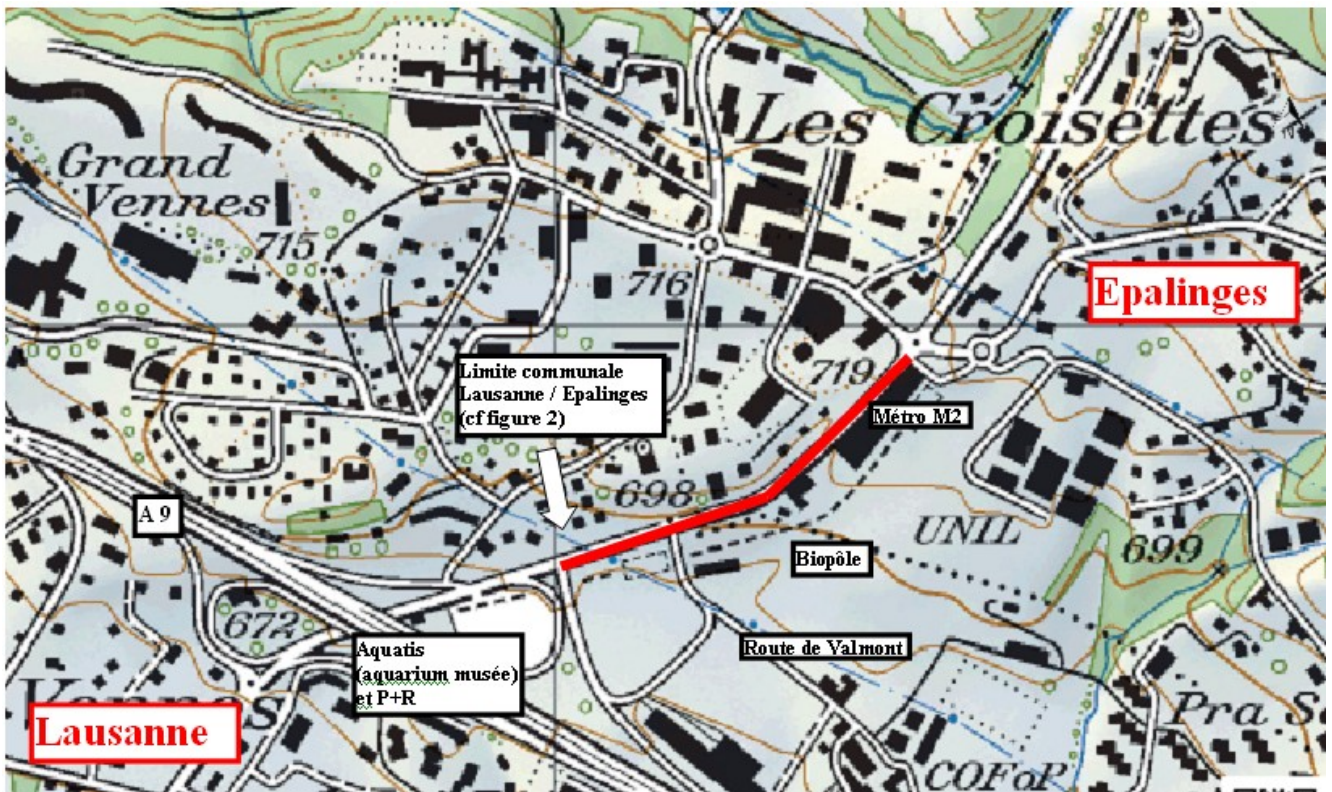 Les Croisettes
Grand
Vennes
715
716
Epalinges
Limite communale
Lausanne / Epalinges
(cf figure 2)
719
Métro M2
A 9
698
UNIL
699
Biopôle
672
Aquatis
(aquarium musée)
et P+R
Route de Valmont
Vennes
Lausanne
Pra S
COFoP